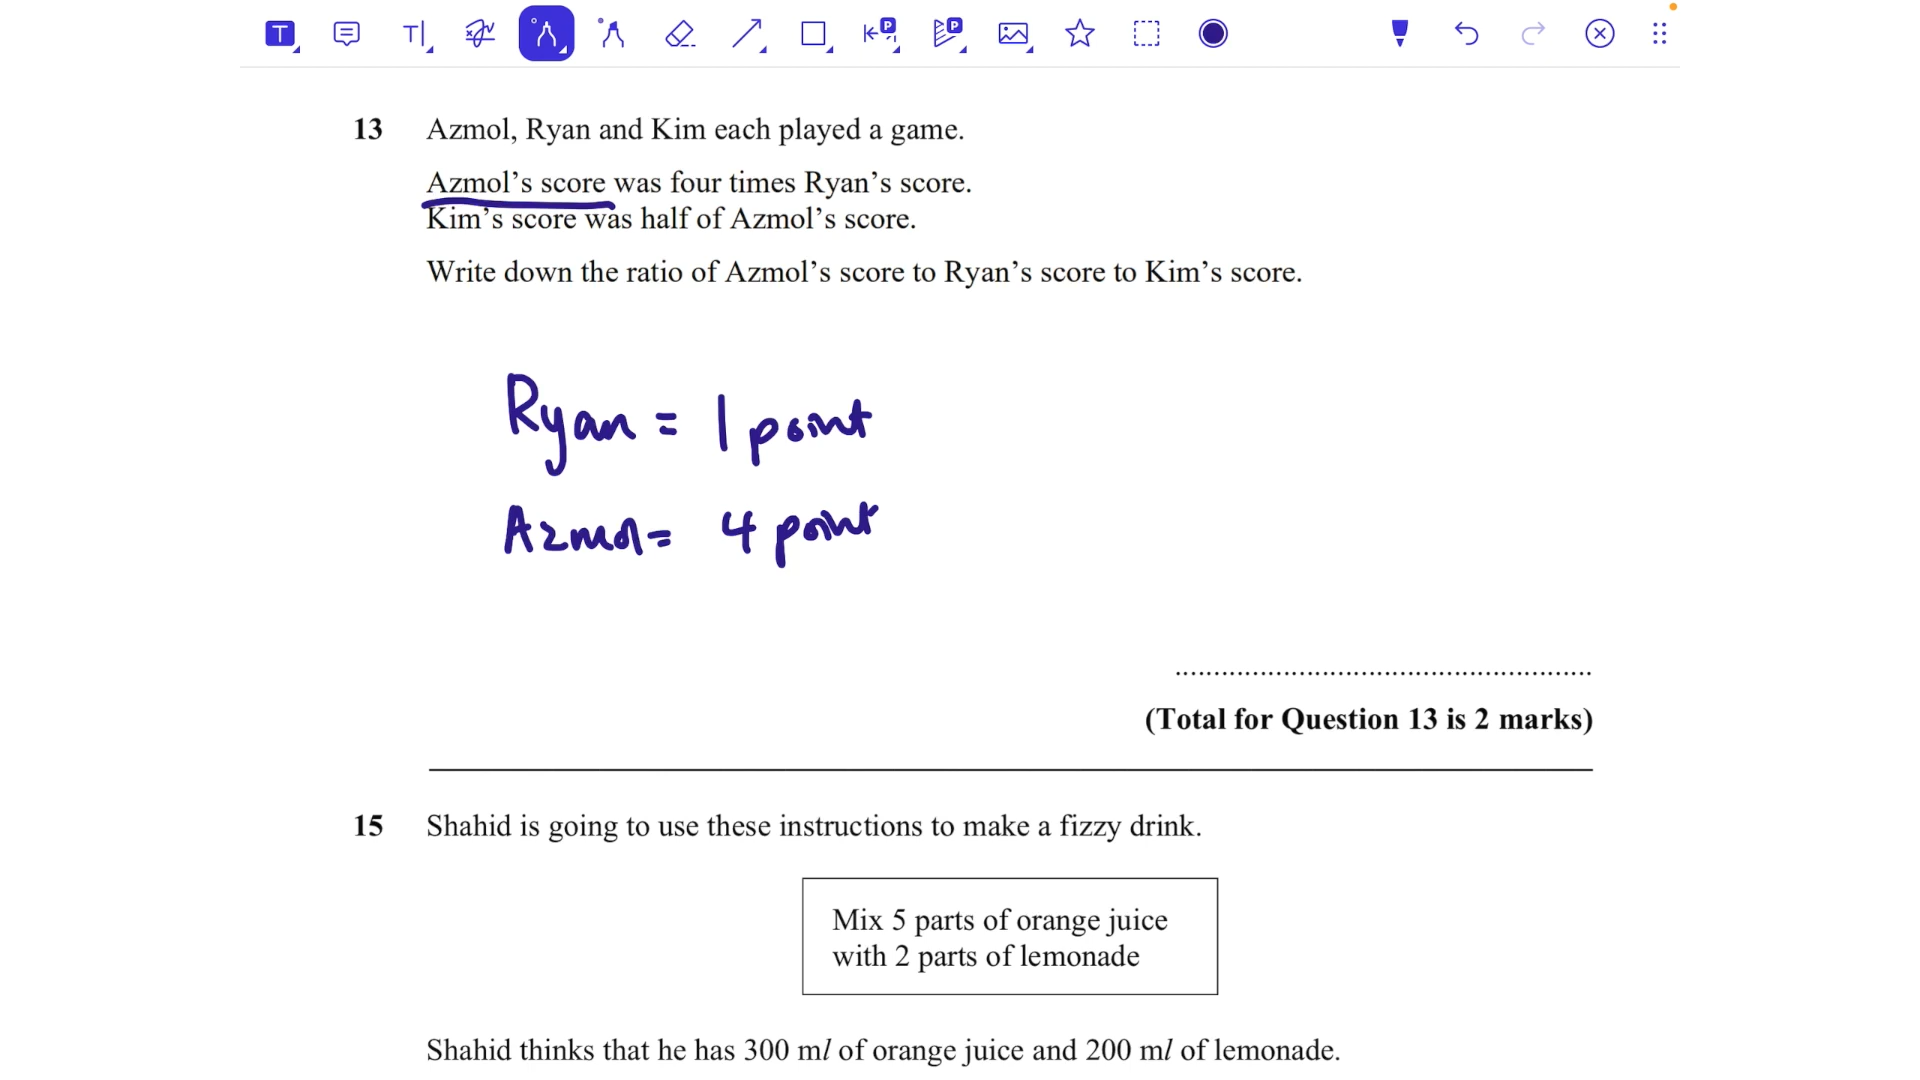 13 Azmol, Ryan and Kim each played a game.
Azmol’s score was four times Ryan’s score.
Kim’s score was half of Azmol’s score.
Write down the ratio of Azmol’s score to Ryan’s score to Kim’s score.
Ryan = 1 point
Azmol = 4 point
(Total for Question 13 is 2 marks)
15 Shahid is going to use these instructions to make a fizzy drink.
Mix 5 parts of orange juice
with 2 parts of lemonade
Shahid thinks that he has 300 ml of orange juice and 200 ml of lemonade.